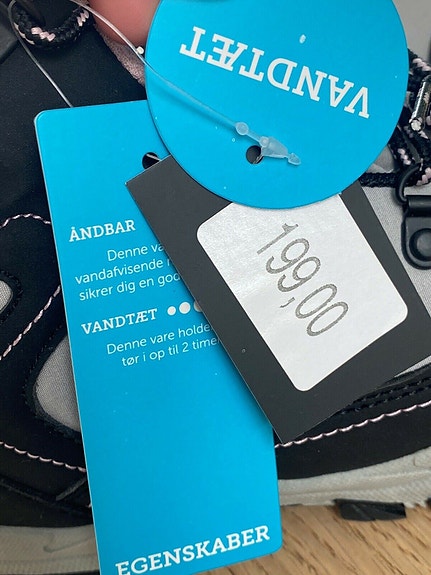 VANDTÆT
ÅNDBAR
Denne
vandafvisende
sikrer dig en god
VANDTÆT
Denne vare holde
tør i op til 2 time
EGENSKABER
199,00